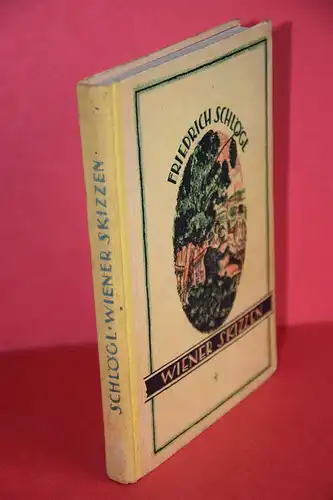 SCHLÖGL · WIENER SKIZZEN ·
FRIEDRICH SCHLÖGL
WIENER SKIZZEN